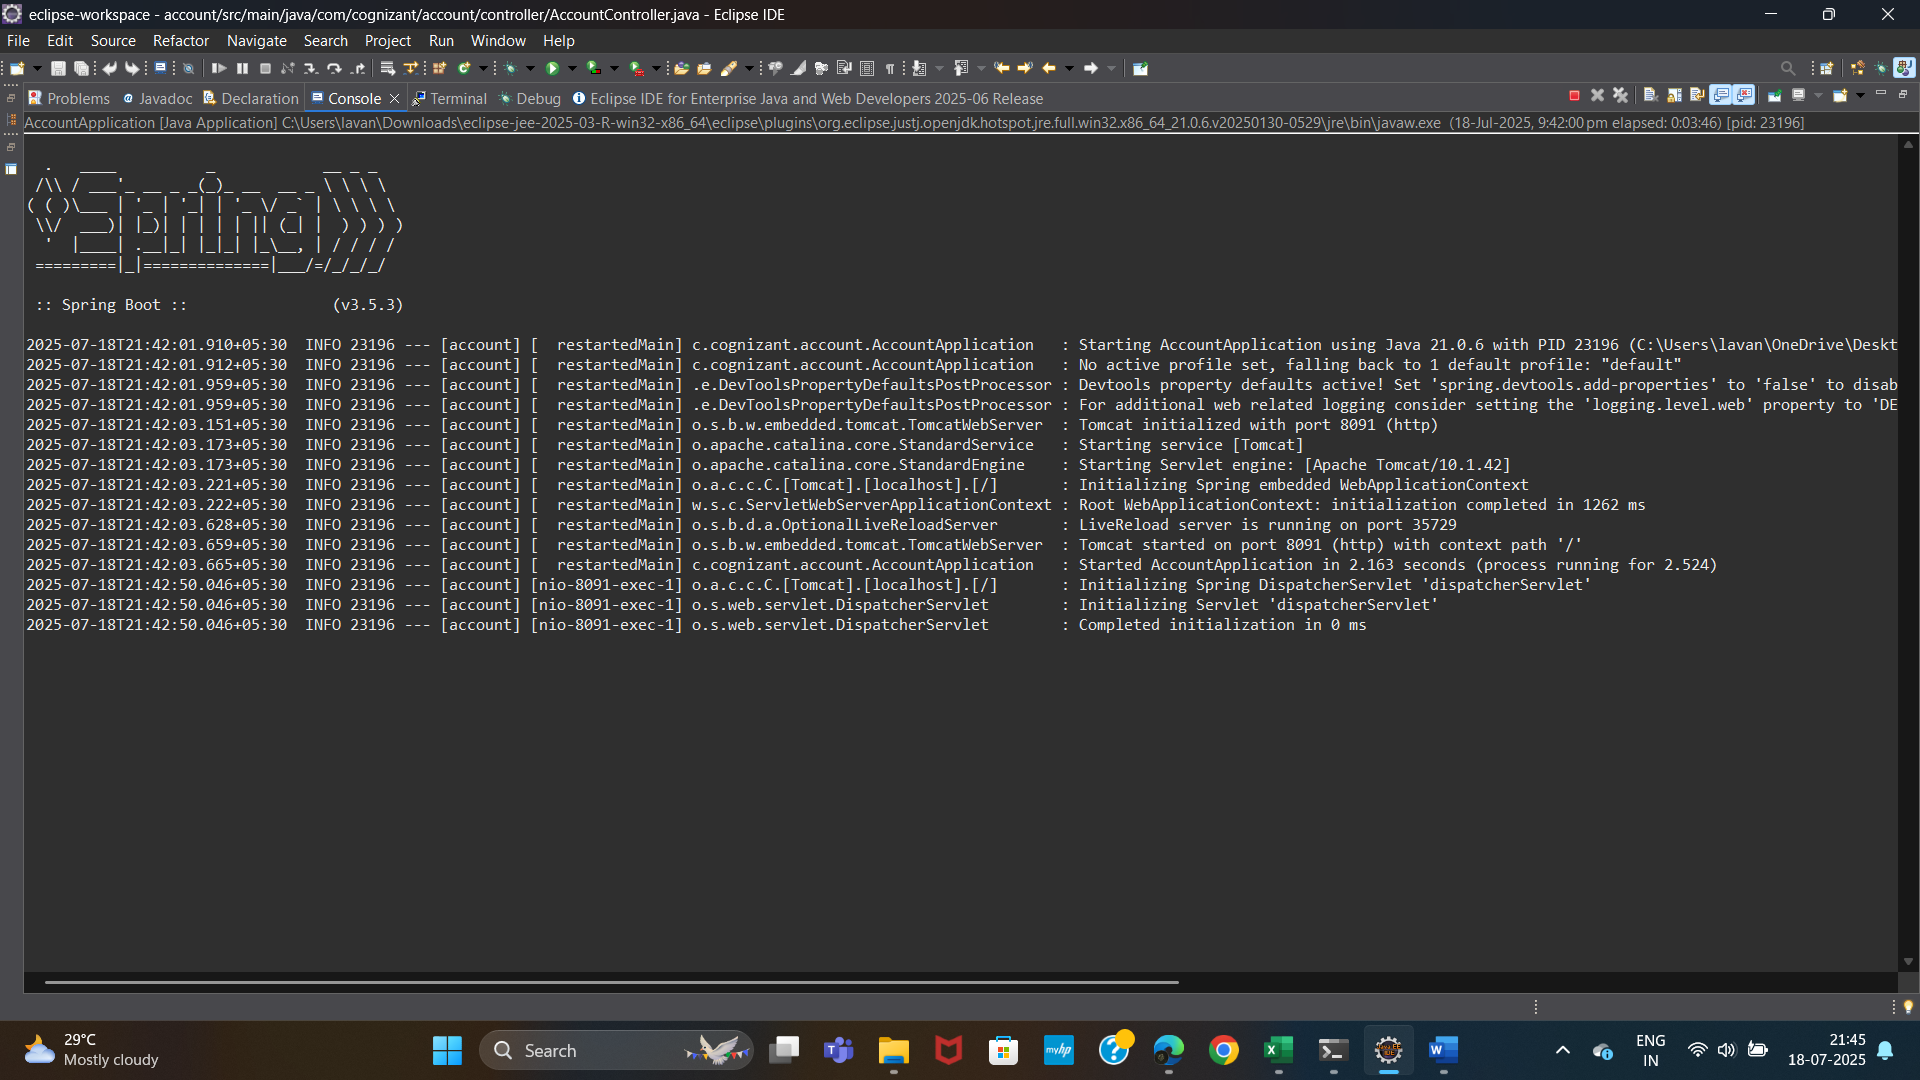 eclipse-workspace - account/src/main/java/com/cognizant/account/controller/AccountController.java - Eclipse IDE
File Edit Source Refactor Navigate Search Project Run Window Help
Problems Javadoc Declaration Console Terminal Debug Eclipse IDE for Enterprise Java and Web Developers 2025-06 Release
AccountApplication [Java Application] C:\Users\lavan\Downloads\eclipse-jee-2025-03-R-win32-x86_64\eclipse\plugins\org.eclipse.justj.openjdk.hotspot.jre.full.win32.x86_64_21.0.6.v20250130-0529\jre\bin\javaw.exe (18-Jul-2025, 9:42:00 pm elapsed: 0:03:46) [pid: 23196]
  .   ____          _            __ _ _
 /\\ / ___'_ __ _ _(_)_ __  __ _ \ \ \ \
( ( )\___ | '_ | '_| | '_ \/ _` | \ \ \ \
 \\/  ___)| |_)| | | | | || (_| |  ) ) ) )
  '  |____| .__|_| |_|_| |_\__, | / / / /
 =========|_|==============|___/=/_/_/_/
:: Spring Boot :: (v3.5.3)
2025-07-18T21:42:01.910+05:30 INFO 23196 --- [account] [ restartedMain] c.cognizant.account.AccountApplication : Starting AccountApplication using Java 21.0.6 with PID 23196 (C:\Users\lavan\OneDrive\Deskt
2025-07-18T21:42:01.912+05:30 INFO 23196 --- [account] [ restartedMain] c.cognizant.account.AccountApplication : No active profile set, falling back to 1 default profile: "default"
2025-07-18T21:42:01.959+05:30 INFO 23196 --- [account] [ restartedMain] .e.DevToolsPropertyDefaultsPostProcessor : Devtools property defaults active! Set 'spring.devtools.add-properties' to 'false' to disab
2025-07-18T21:42:01.959+05:30 INFO 23196 --- [account] [ restartedMain] .e.DevToolsPropertyDefaultsPostProcessor : For additional web related logging consider setting the 'logging.level.web' property to 'DE
2025-07-18T21:42:03.151+05:30 INFO 23196 --- [account] [ restartedMain] o.s.b.w.embedded.tomcat.TomcatWebServer : Tomcat initialized with port 8091 (http)
2025-07-18T21:42:03.173+05:30 INFO 23196 --- [account] [ restartedMain] o.apache.catalina.core.StandardService : Starting service [Tomcat]
2025-07-18T21:42:03.173+05:30 INFO 23196 --- [account] [ restartedMain] o.apache.catalina.core.StandardEngine : Starting Servlet engine: [Apache Tomcat/10.1.42]
2025-07-18T21:42:03.221+05:30 INFO 23196 --- [account] [ restartedMain] o.a.c.c.C.[Tomcat].[localhost].[/] : Initializing Spring embedded WebApplicationContext
2025-07-18T21:42:03.222+05:30 INFO 23196 --- [account] [ restartedMain] w.s.c.ServletWebServerApplicationContext : Root WebApplicationContext: initialization completed in 1262 ms
2025-07-18T21:42:03.628+05:30 INFO 23196 --- [account] [ restartedMain] o.s.b.d.a.OptionalLiveReloadServer : LiveReload server is running on port 35729
2025-07-18T21:42:03.659+05:30 INFO 23196 --- [account] [ restartedMain] o.s.b.w.embedded.tomcat.TomcatWebServer : Tomcat started on port 8091 (http) with context path '/'
2025-07-18T21:42:03.665+05:30 INFO 23196 --- [account] [ restartedMain] c.cognizant.account.AccountApplication : Started AccountApplication in 2.163 seconds (process running for 2.524)
2025-07-18T21:42:50.046+05:30 INFO 23196 --- [account] [nio-8091-exec-1] o.a.c.c.C.[Tomcat].[localhost].[/] : Initializing Spring DispatcherServlet 'dispatcherServlet'
2025-07-18T21:42:50.046+05:30 INFO 23196 --- [account] [nio-8091-exec-1] o.s.web.servlet.DispatcherServlet : Initializing Servlet 'dispatcherServlet'
2025-07-18T21:42:50.046+05:30 INFO 23196 --- [account] [nio-8091-exec-1] o.s.web.servlet.DispatcherServlet : Completed initialization in 0 ms
29°C
Mostly cloudy
Search
myhp
ENG
IN
21:45
18-07-2025